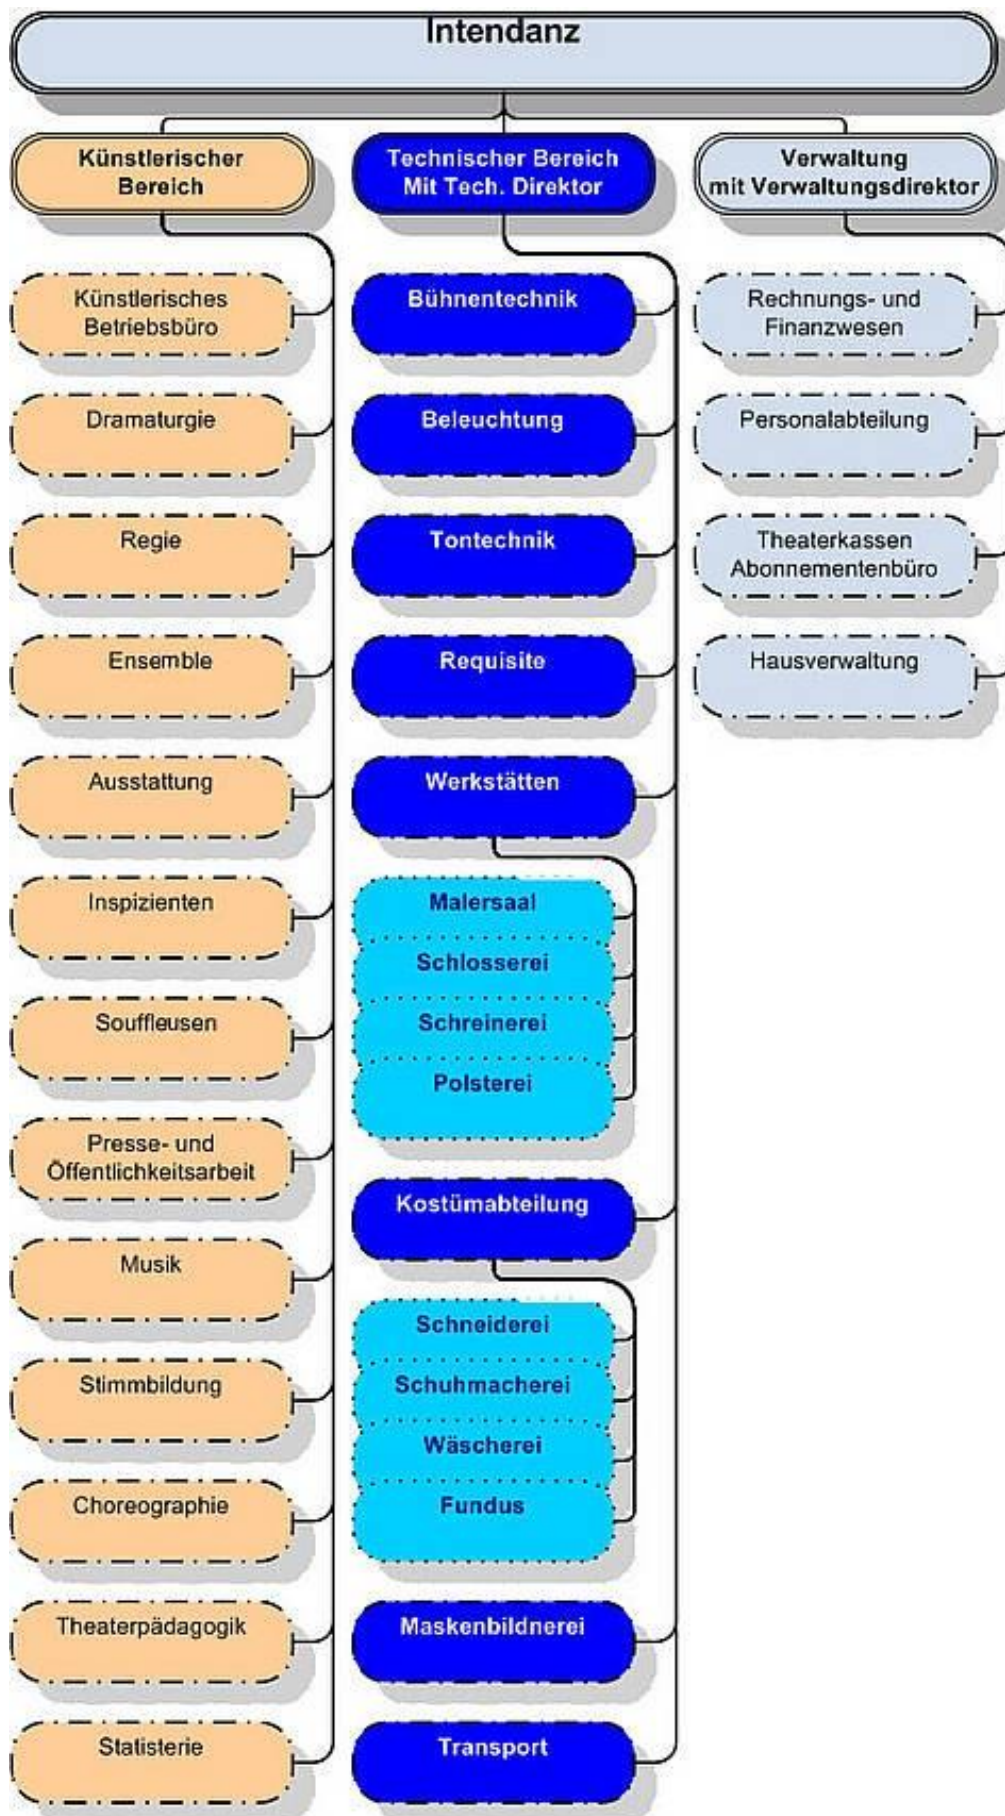 Intendanz
Künstlerischer
Bereich
Künstlerisches
Betriebsbüro
Dramaturgie
Regie
Ensemble
Ausstattung
Inspizienten
Souffleusen
Presse- und
Öffentlichkeitsarbeit
Musik
Stimmbildung
Choreographie
Theaterpädagogik
Statisterie
Technischer Bereich
Mit Tech. Direktor
Bühnentechnik
Beleuchtung
Tontechnik
Requisite
Werkstätten
Malersaal
Schlosserei
Schreinerei
Polsterei
Kostümabteilung
Schneiderei
Schuhmacherei
Wäscherei
Fundus
Maskenbildnerei
Transport
Verwaltung
mit Verwaltungsdirektor
Rechnungs- und
Finanzwesen
Personalabteilung
Theaterkassen
Abonnementenbüro
Hausverwaltung